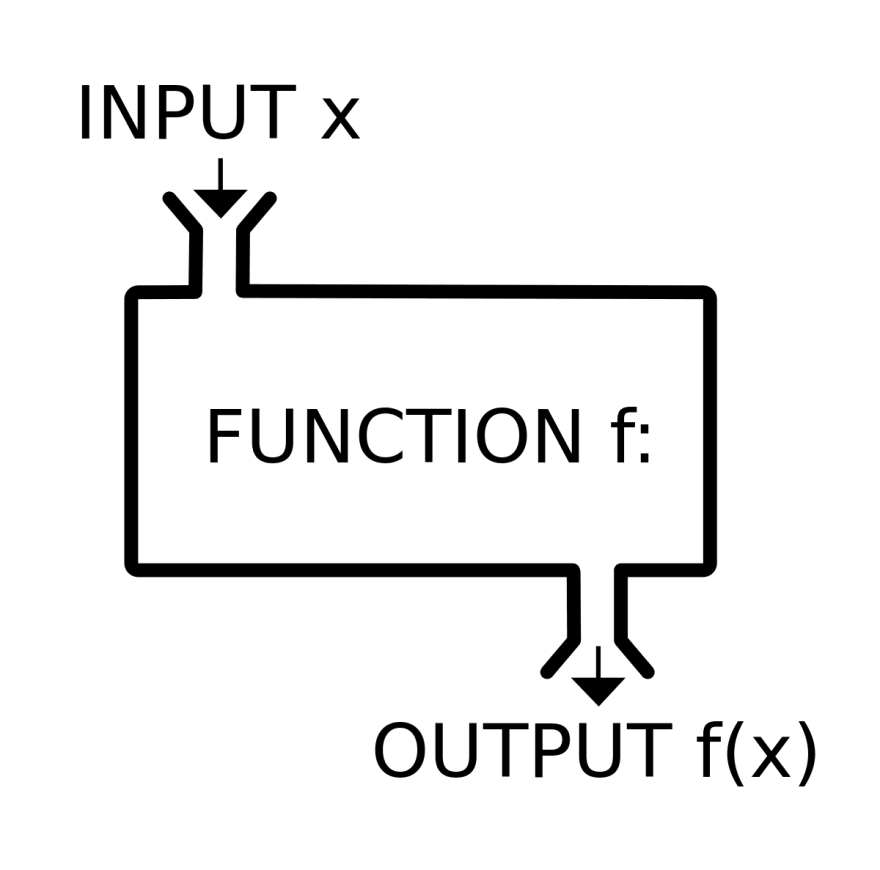 INPUT x
FUNCTION f:
OUTPUT f(x)